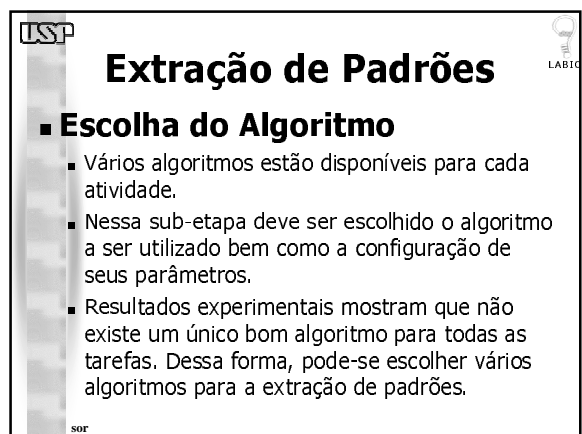 USP
LABIC
Extração de Padrões
Escolha do Algoritmo
Vários algoritmos estão disponíveis para cada
atividade.
Nessa sub-etapa deve ser escolhido o algoritmo
a ser utilizado bem como a configuração de
seus parâmetros.
Resultados experimentais mostram que não
existe um único bom algoritmo para todas as
tarefas. Dessa forma, pode-se escolher vários
algoritmos para a extração de padrões.
sor